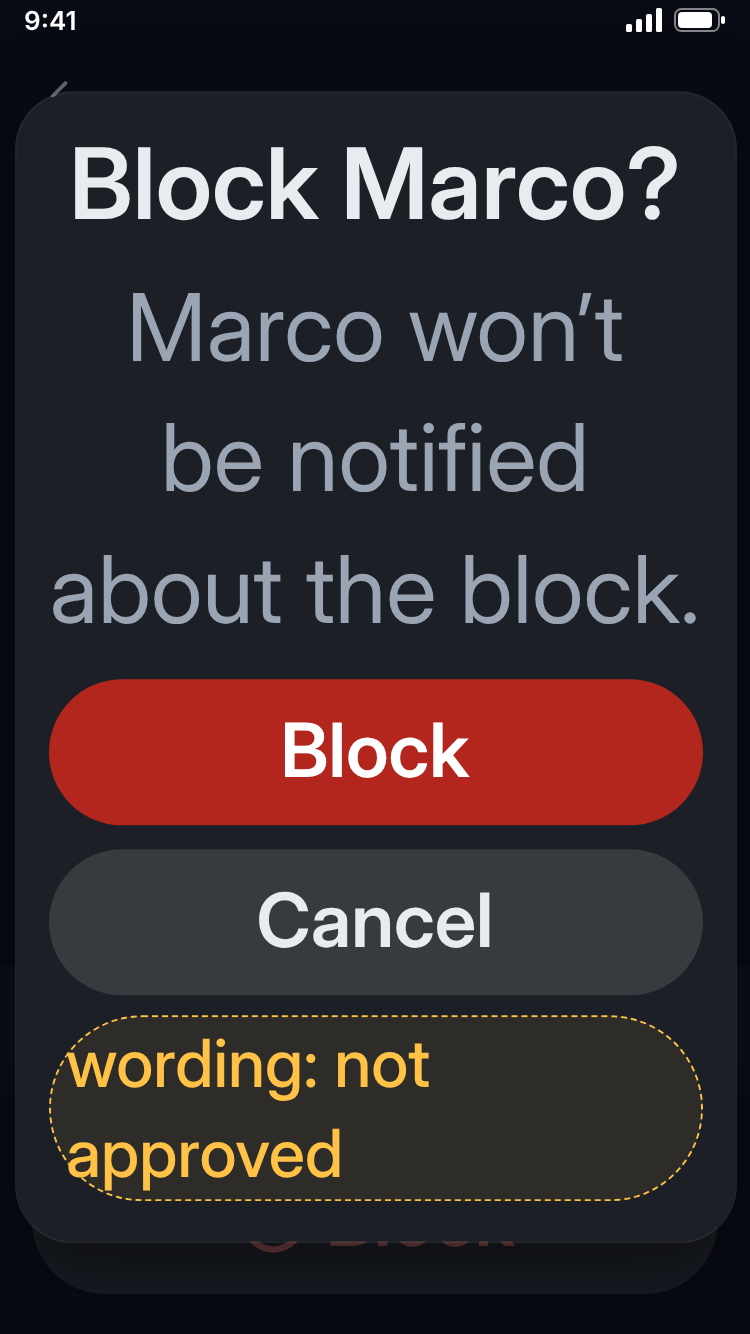 9:41
Block Marco?
Marco won’t
be notified
about the block.
Block
Cancel
wording: not
approved